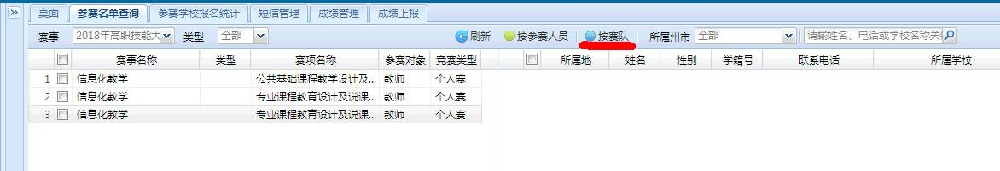 桌面 参赛名单查询 参赛学校报名统计 短信管理 成绩管理 成绩上报
赛事 2018年高职技能大 类型 全部 刷新 按参赛人员 按赛队 所属州市 全部 请输姓名、电话或学校名称关
赛事名称 类型 赛项名称 参赛对象 竞赛类型 所属地 姓名 性别 学籍号 联系电话 所属学校
1 信息化教学 公共基础课程教学设计及... 教师 个人赛
2 信息化教学 专业课程教育设计及说课... 教师 个人赛
3 信息化教学 专业课程教育设计及说课... 教师 个人赛